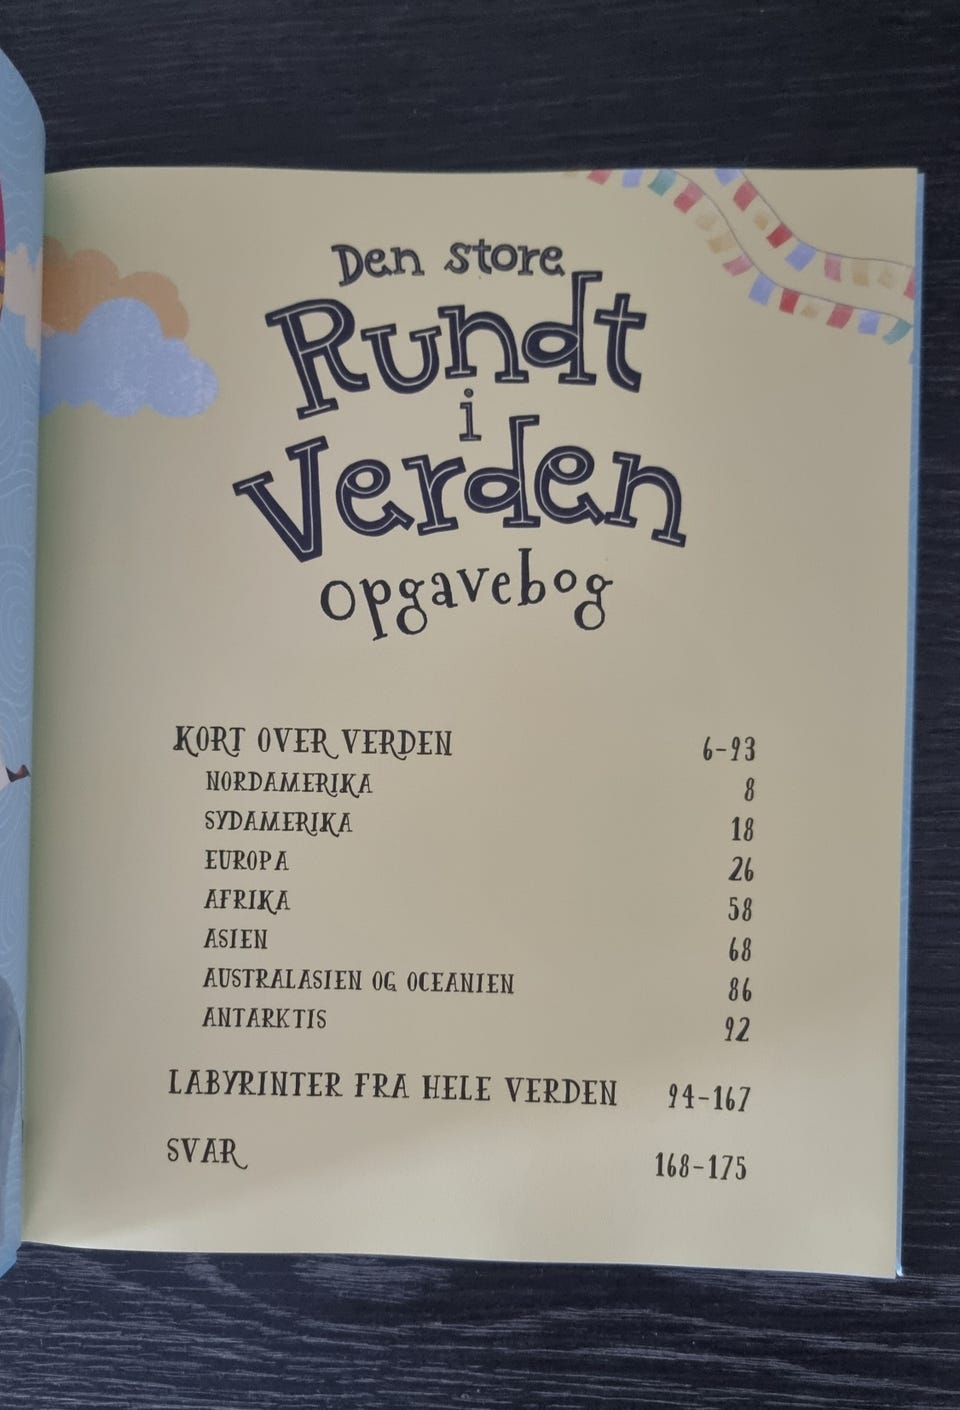 Den store
Rundt
i
Verden
opgavebog
KORT OVER VERDEN 6-93
NORDAMERIKA 8
SYDAMERIKA 18
EUROPA 26
AFRIKA 58
ASIEN 68
AUSTRALASIEN OG OCEANIEN 86
ANTARKTIS 92
LABYRINTER FRA HELE VERDEN 94-167
SVAR 168-175